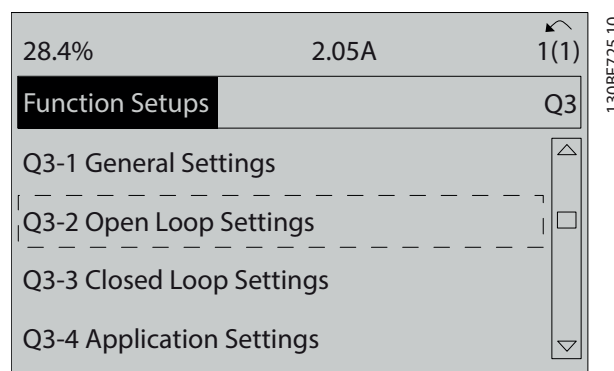 28.4% 2.05A 1(1)
Function Setups Q3
Q3-1 General Settings
Q3-2 Open Loop Settings
Q3-3 Closed Loop Settings
Q3-4 Application Settings
130BF725.10